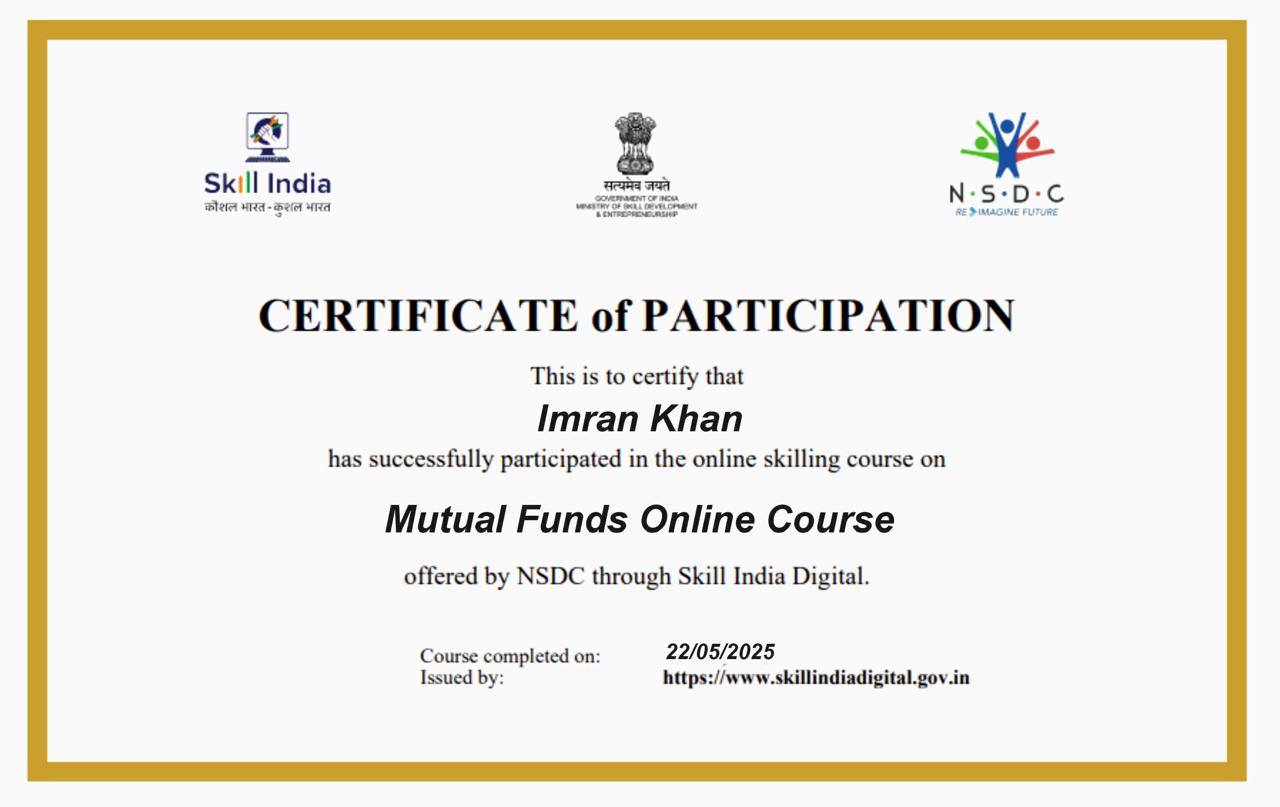 Skill India
कौशल भारत - कुशल भारत
सत्यमेव जयते
GOVERNMENT OF INDIA
MINISTRY OF SKILL DEVELOPMENT
& ENTREPRENEURSHIP
N·S·D·C
RE IMAGINE FUTURE
CERTIFICATE of PARTICIPATION
This is to certify that
Imran Khan
has successfully participated in the online skilling course on
Mutual Funds Online Course
offered by NSDC through Skill India Digital.
Course completed on: 22/05/2025
Issued by: https://www.skillindiadigital.gov.in